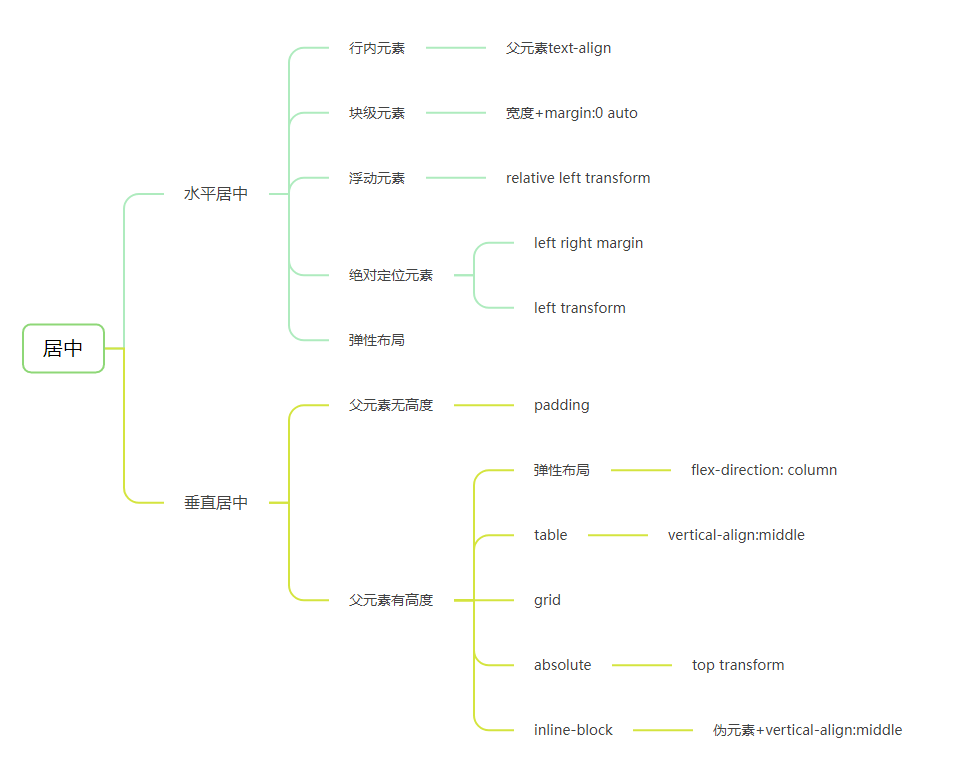 居中
水平居中
行内元素
父元素text-align
块级元素
宽度+margin:0 auto
浮动元素
relative left transform
绝对定位元素
left right margin
left transform
弹性布局
垂直居中
父元素无高度
padding
父元素有高度
弹性布局
flex-direction: column
table
vertical-align:middle
grid
absolute
top transform
inline-block
伪元素+vertical-align:middle